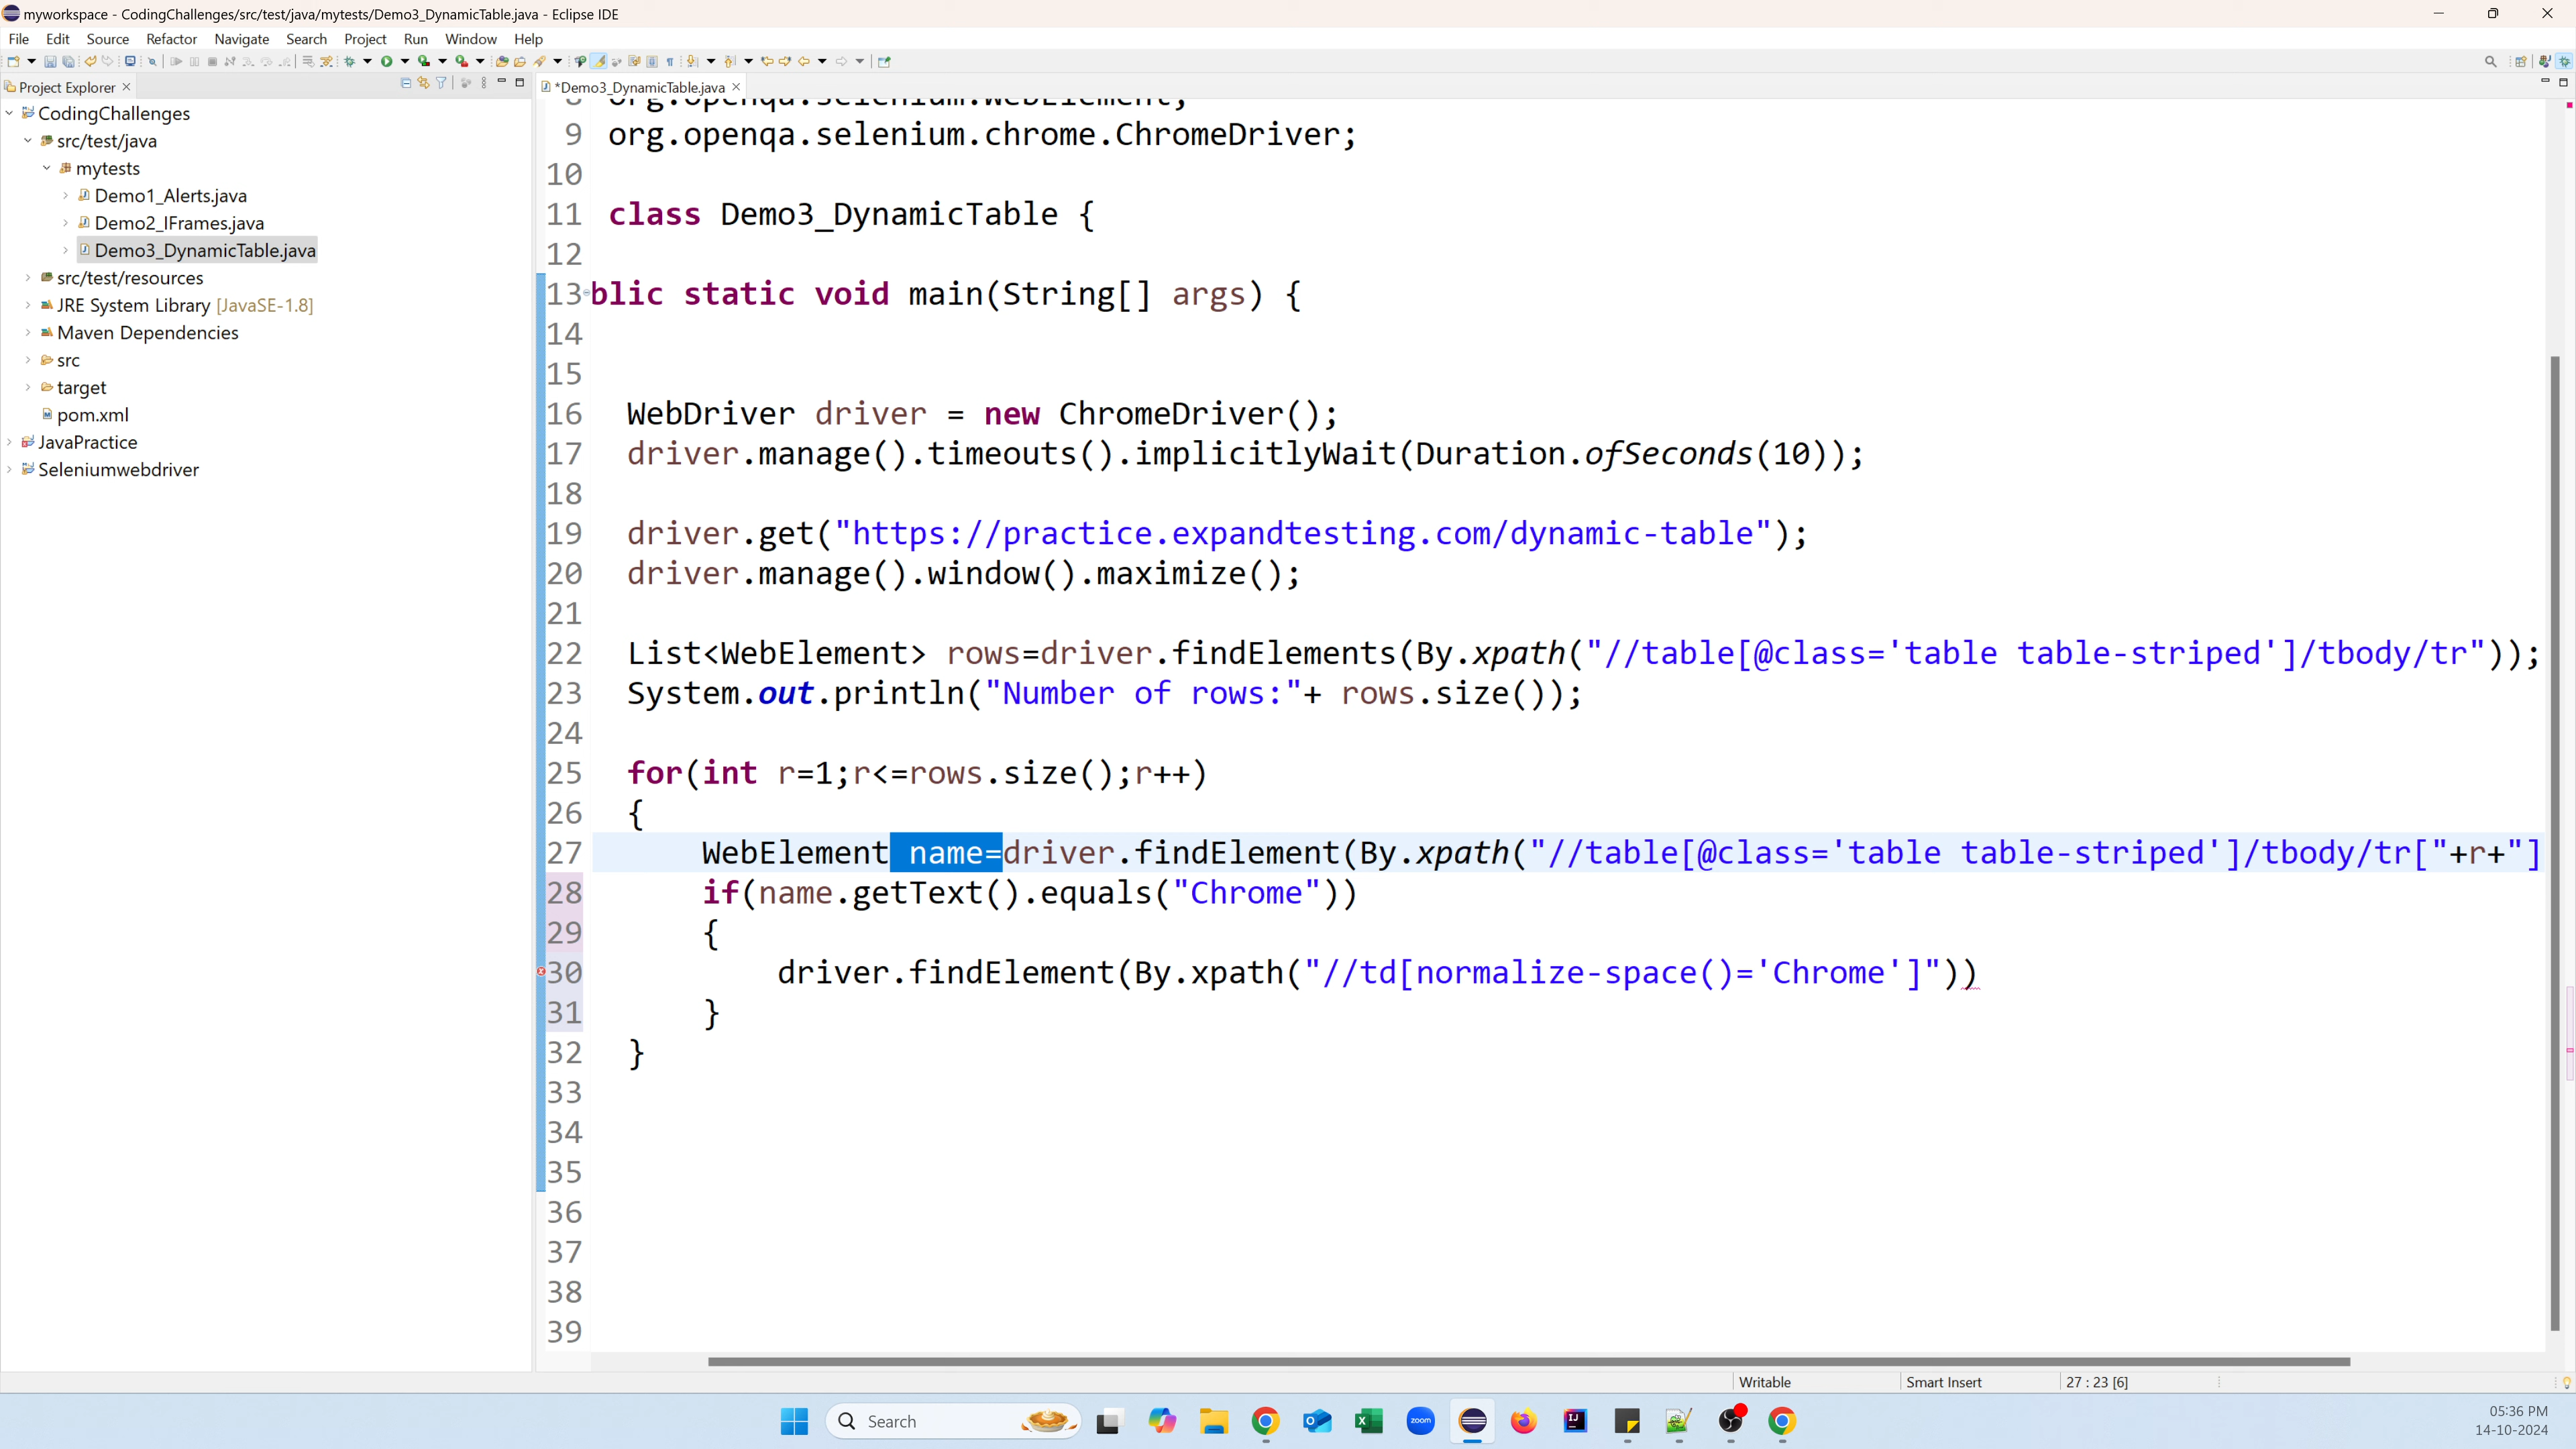 myworkspace - CodingChallenges/src/test/java/mytests/Demo3_DynamicTable.java - Eclipse IDE
File Edit Source Refactor Navigate Search Project Run Window Help
Project Explorer
*Demo3_DynamicTable.java
CodingChallenges
src/test/java
mytests
Demo1_Alerts.java
Demo2_IFrames.java
Demo3_DynamicTable.java
src/test/resources
JRE System Library [JavaSE-1.8]
Maven Dependencies
src
target
pom.xml
JavaPractice
Seleniumwebdriver
8 org.openqa.selenium.WebElement;
9 org.openqa.selenium.chrome.ChromeDriver;
10
11 class Demo3_DynamicTable {
12
13 blic static void main(String[] args) {
14
15
16 WebDriver driver = new ChromeDriver();
17 driver.manage().timeouts().implicitlyWait(Duration.ofSeconds(10));
18
19 driver.get("https://practice.expandtesting.com/dynamic-table");
20 driver.manage().window().maximize();
21
22 List<WebElement> rows=driver.findElements(By.xpath("//table[@class='table table-striped']/tbody/tr"));
23 System.out.println("Number of rows:"+ rows.size());
24
25 for(int r=1;r<=rows.size();r++)
26 {
27 WebElement name=driver.findElement(By.xpath("//table[@class='table table-striped']/tbody/tr["+r+"]
28 if(name.getText().equals("Chrome"))
29 {
30 driver.findElement(By.xpath("//td[normalize-space()='Chrome']"))
31 }
32 }
33
34
35
36
37
38
39
Writable
Smart Insert
27 : 23 [6]
Search
zoom
IJ
05:36 PM
14-10-2024